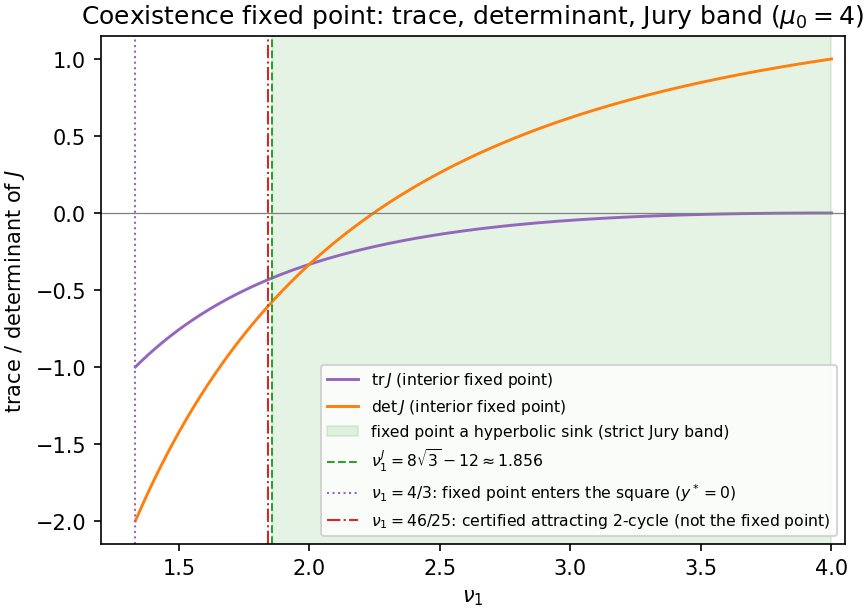 Coexistence fixed point: trace, determinant, Jury band (μ₀ = 4)
trace / determinant of J
1.0
0.5
0.0
−0.5
−1.0
−1.5
−2.0
tr J (interior fixed point)
det J (interior fixed point)
fixed point a hyperbolic sink (strict Jury band)
ν₁ᴶ = 8√3 − 12 ≈ 1.856
ν₁ = 4/3: fixed point enters the square (y* = 0)
ν₁ = 46/25: certified attracting 2-cycle (not the fixed point)
1.5 2.0 2.5 3.0 3.5 4.0
ν₁